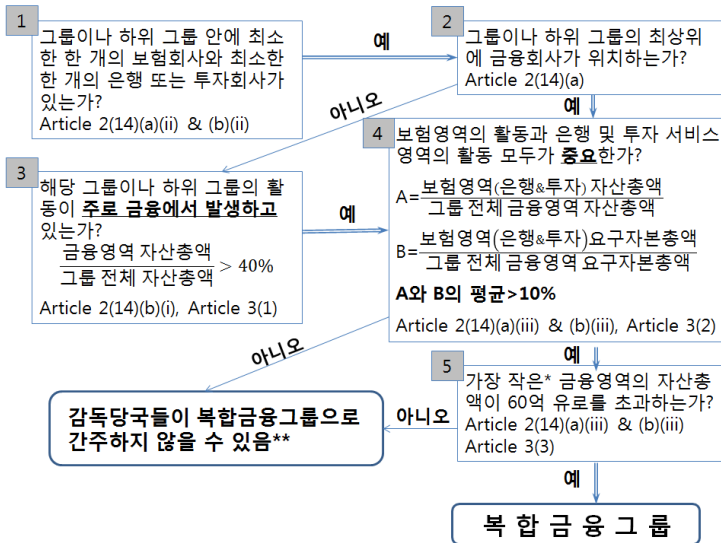 1
그룹이나 하위 그룹 안에 최소
한 한 개의 보험회사와 최소한
한 개의 은행 또는 투자회사가
있는가?
Article 2(14)(a)(ii) & (b)(ii)
예
2
그룹이나 하위 그룹의 최상위
에 금융회사가 위치하는가?
Article 2(14)(a)
아니오
예
3
해당 그룹이나 하위 그룹의 활
동이 주로 금융에서 발생하고
있는가?
금융영역 자산총액
그룹 전체 자산총액
> 40%
Article 2(14)(b)(i), Article 3(1)
예
4
보험영역의 활동과 은행 및 투자 서비스
영역의 활동 모두가 중요한가?
A=보험영역(은행&투자) 자산총액
그룹 전체 금융영역 자산총액
B=보험영역(은행&투자)요구자본총액
그룹 전체 금융영역 요구자본총액
A와 B의 평균>10%
Article 2(14)(a)(iii) & (b)(iii), Article 3(2)
아니오
예
5
가장 작은* 금융영역의 자산총
액이 60억 유로를 초과하는가?
Article 2(14)(a)(iii) & (b)(iii)
Article 3(3)
아니오
감독당국들이 복합금융그룹으로
간주하지 않을 수 있음**
예
복 합 금 융 그 룹